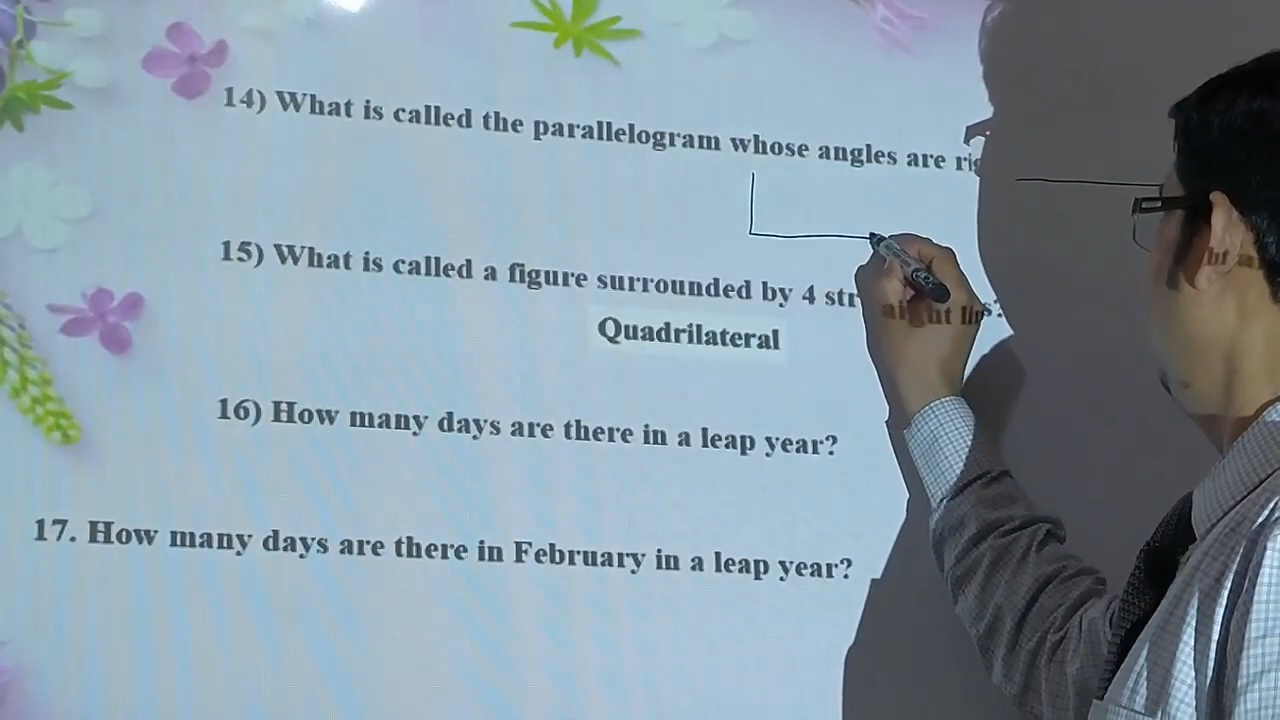 14) What is called the parallelogram whose angles are
15) What is called a figure surrounded by 4 straight lins?
Quadrilateral
16) How many days are there in a leap year?
17. How many days are there in February in a leap year?